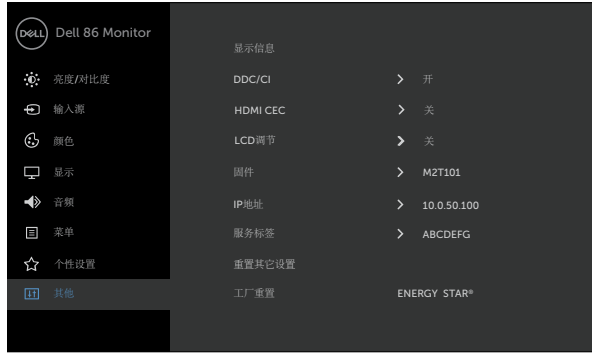 DELL Dell 86 Monitor
显示信息
亮度/对比度 DDC/CI 开
输入源 HDMI CEC 关
颜色 LCD调节 关
显示 固件 M2T101
音频 IP地址 10.0.50.100
菜单 服务标签 ABCDEFG
个性设置 重置其它设置
其他 工厂重置 ENERGY STAR®